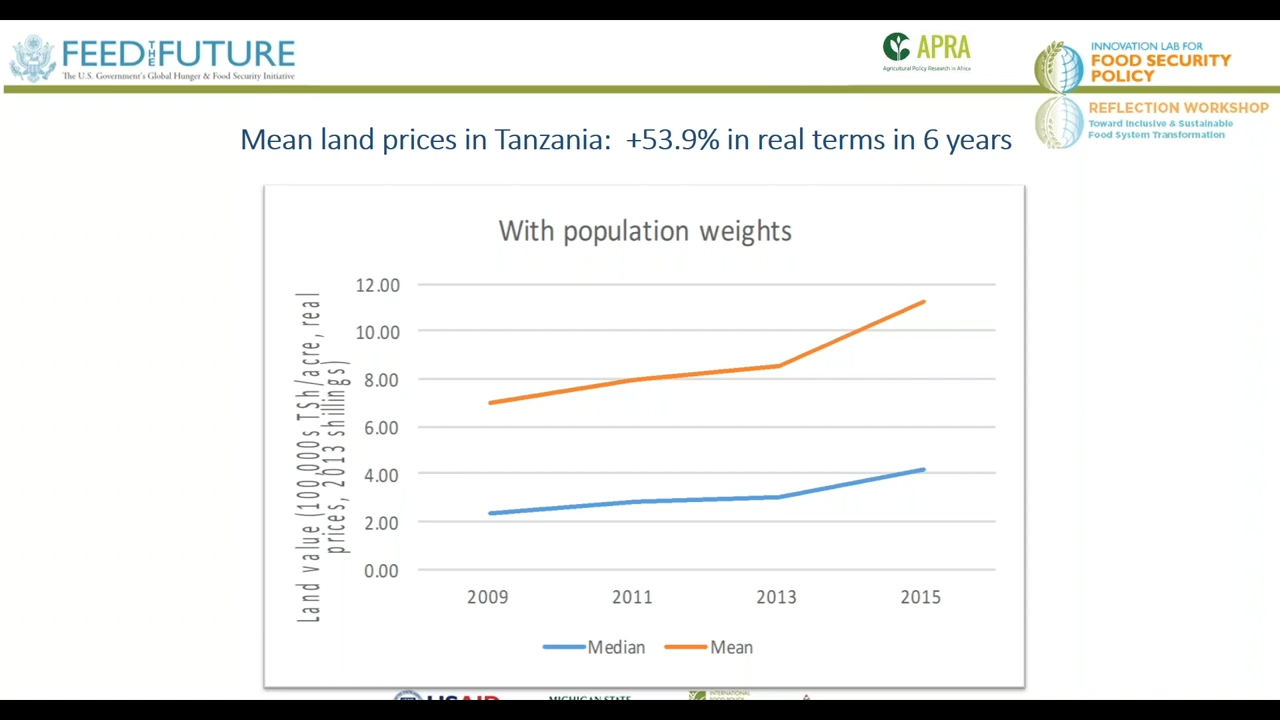 FEED THE FUTURE
The U.S. Government's Global Hunger & Food Security Initiative
APRA
Agricultural Policy Research in Africa
INNOVATION LAB FOR
FOOD SECURITY
POLICY
REFLECTION WORKSHOP
Toward Inclusive & Sustainable
Food System Transformation
Mean land prices in Tanzania: +53.9% in real terms in 6 years
With population weights
Land value (100,000s TSh/acre, real
prices, 2013 shillings)
12.00
10.00
8.00
6.00
4.00
2.00
0.00
2009 2011 2013 2015
Median Mean
USAID
MICHIGAN STATE
INTERNATIONAL